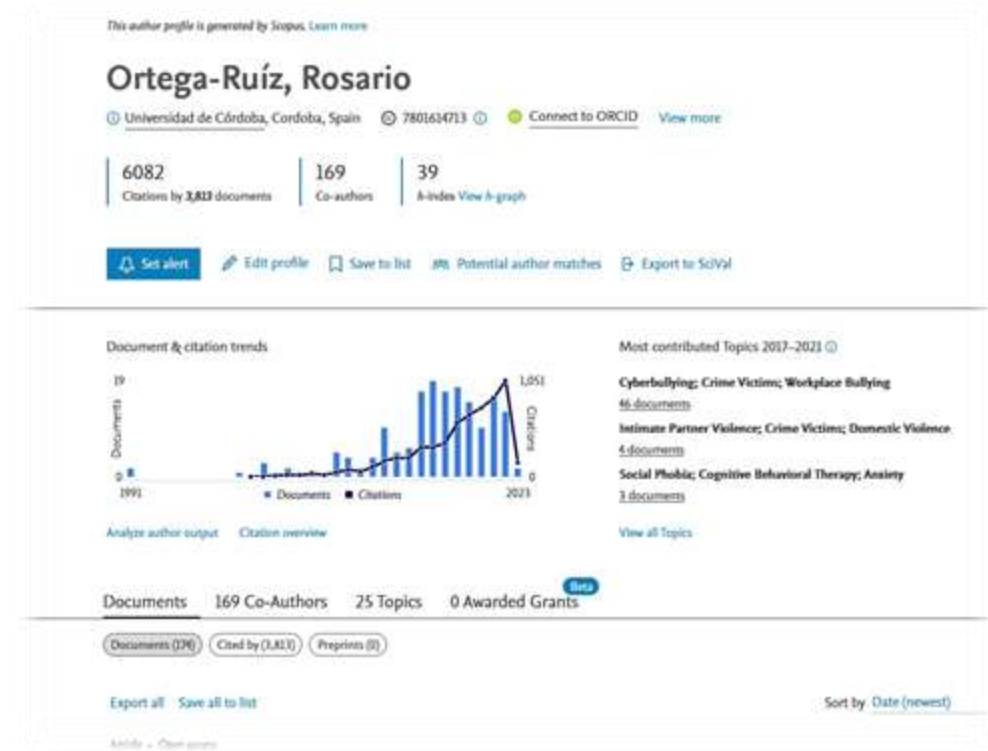 This author profile is generated by Scopus. Learn more
Ortega-Ruíz, Rosario
Universidad de Córdoba, Cordoba, Spain 7801614713 Connect to ORCID View more
6082 169 39
Citations by 3,813 documents Co-authors h-index View h-graph
Set alert Edit profile Save to list Potential author matches Export to SciVal
Document & citation trends
19 1,051
Documents Citations
0 0
1991 2023
Documents Citations
Analyze author output Citation overview
Most contributed Topics 2017–2021
Cyberbullying; Crime Victims; Workplace Bullying
46 documents
Intimate Partner Violence; Crime Victims; Domestic Violence
4 documents
Social Phobia; Cognitive Behavioral Therapy; Anxiety
3 documents
View all Topics
Beta
Documents 169 Co-Authors 25 Topics 0 Awarded Grants
Documents (174) Cited by (3,813) Preprints (0)
Export all Save all to list Sort by Date (newest)